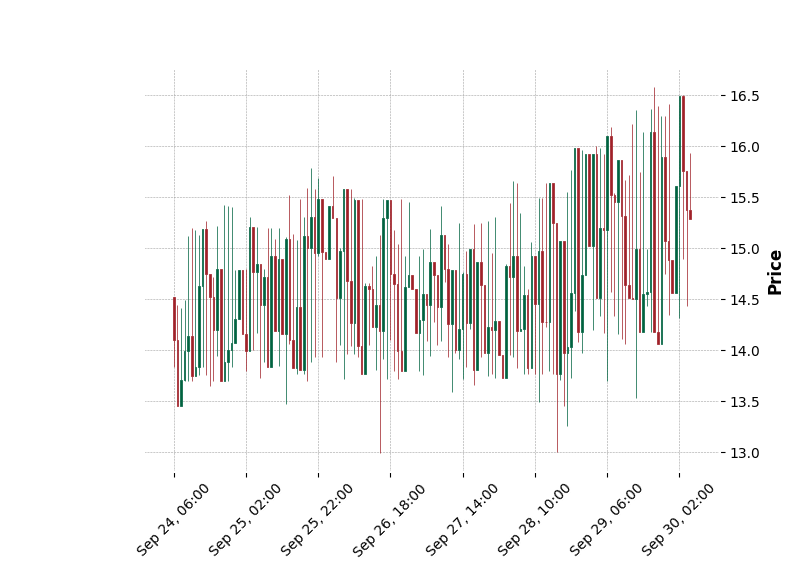 16.5
16.0
15.5
15.0
14.5
14.0
13.5
13.0
Price
Sep 24, 06:00
Sep 25, 02:00
Sep 25, 22:00
Sep 26, 18:00
Sep 27, 14:00
Sep 28, 10:00
Sep 29, 06:00
Sep 30, 02:00